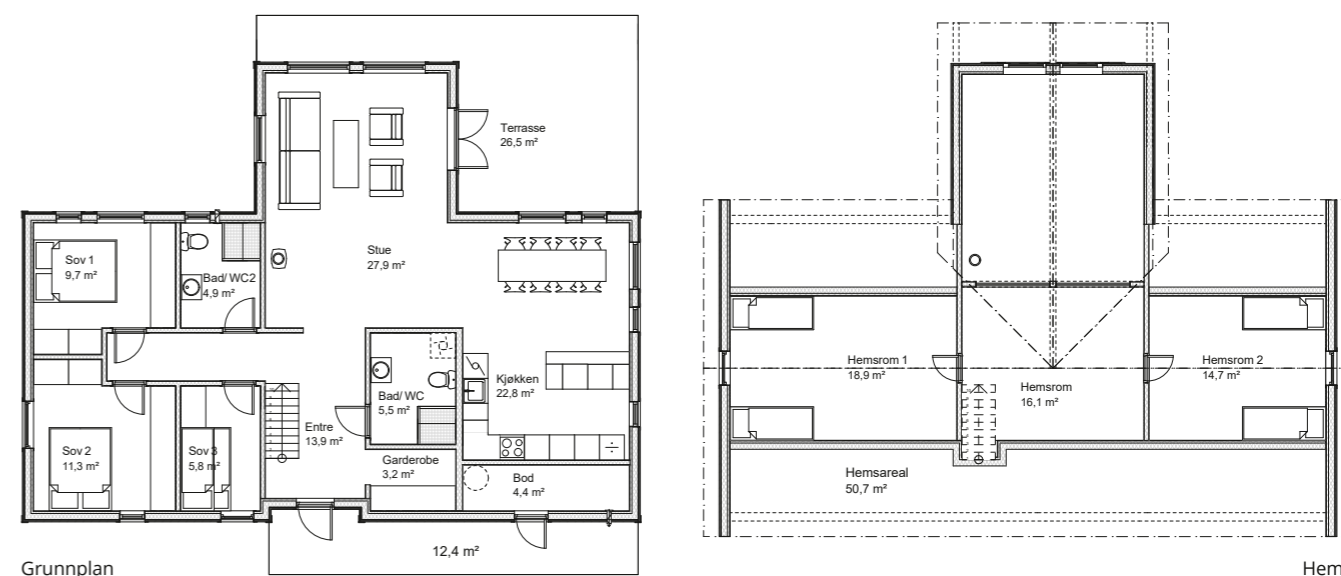 Terrasse
26,5 m²
Stue
27,9 m²
Sov 1
9,7 m²
Bad/ WC2
4,9 m²
Kjøkken
22,8 m²
Bad/ WC
5,5 m²
Entre
13,9 m²
Sov 2
11,3 m²
Sov 3
5,8 m²
Garderobe
3,2 m²
Bod
4,4 m²
12,4 m²
Grunnplan
Hemsrom 1
18,9 m²
Hemsrom
16,1 m²
Hemsrom 2
14,7 m²
Hemsareal
50,7 m²
Hem